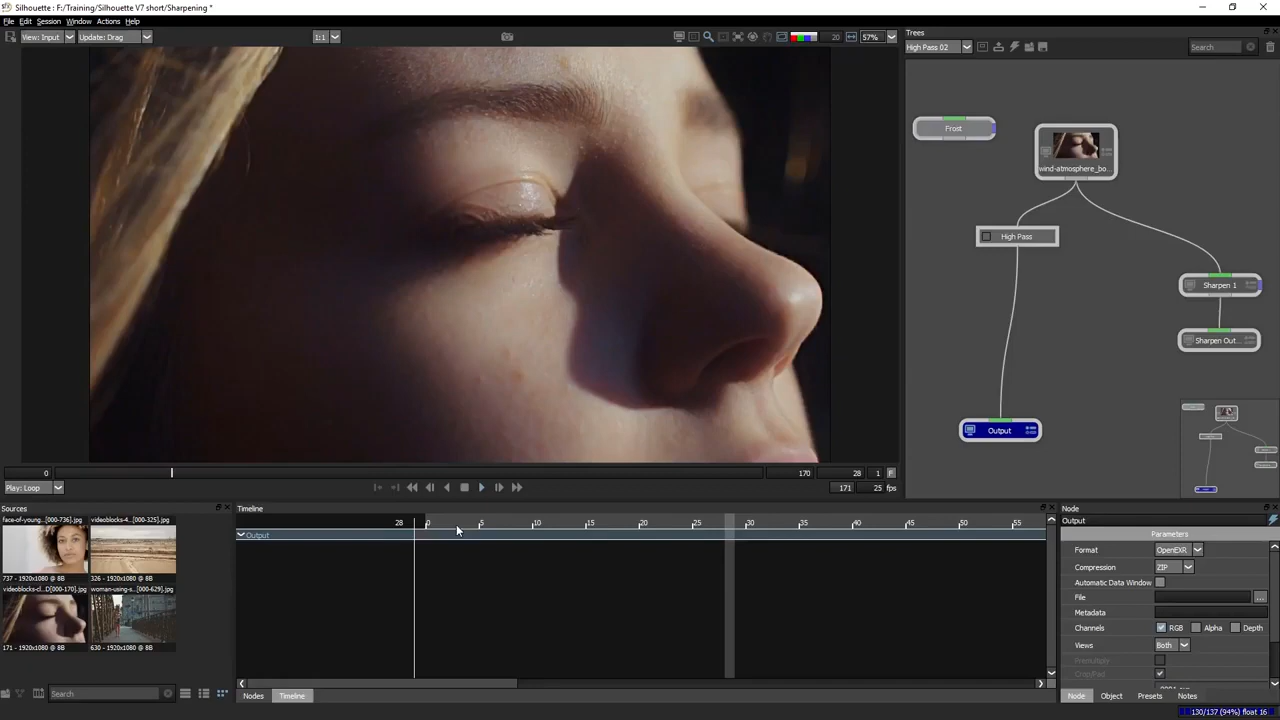 Silhouette : F:/Training/Silhouette V7 short/Sharpening *
File Edit Session Window Actions Help
View: Input
Update: Drag
1:1
20
57%
Trees
High Pass 02
Search
Frost
wind-atmosphere_bo...
High Pass
Sharpen 1
Sharpen Out...
Output
0
170
28
1
F
Play: Loop
171
25
fps
Sources
face-of-young...[000-736].jpg
737 - 1920x1080 @ 8B
videoblocks-4...[000-325].jpg
326 - 1920x1080 @ 8B
videoblocks-cl...D[000-170].jpg
171 - 1920x1080 @ 8B
woman-using-s...[000-629].jpg
630 - 1920x1080 @ 8B
Search
Timeline
28
0 5 10 15 20 25 30 35 40 45 50 55
Output
Nodes
Timeline
Node
Output
Parameters
Format OpenEXR
Compression ZIP
Automatic Data Window
File ...
Metadata
Channels RGB Alpha Depth
Views Both
Premultiply
Crop/Pad
Node Object Presets Notes
130/137 (94%) float 16